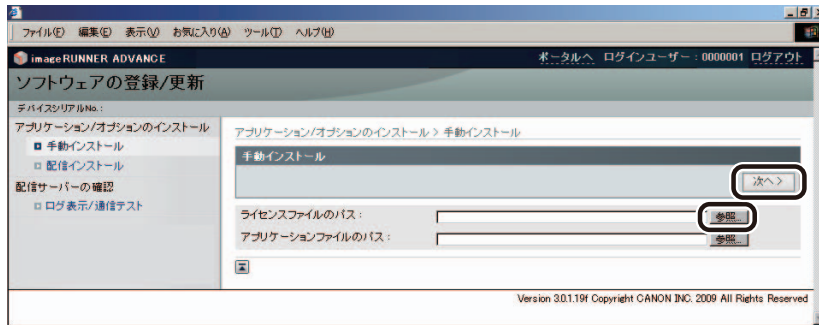 ファイル(F) 編集(E) 表示(V) お気に入り(A) ツール(T) ヘルプ(H)
imageRUNNER ADVANCE
ポータルへ ログインユーザー : 0000001 ログアウト
ソフトウェアの登録/更新
デバイスシリアルNo. :
アプリケーション/オプションのインストール
手動インストール
配信インストール
配信サーバーの確認
ログ表示/通信テスト
アプリケーション/オプションのインストール > 手動インストール
手動インストール
次へ >
ライセンスファイルのパス : 参照...
アプリケーションファイルのパス : 参照...
Version 3.0.1.19f Copyright CANON INC. 2009 All Rights Reserved